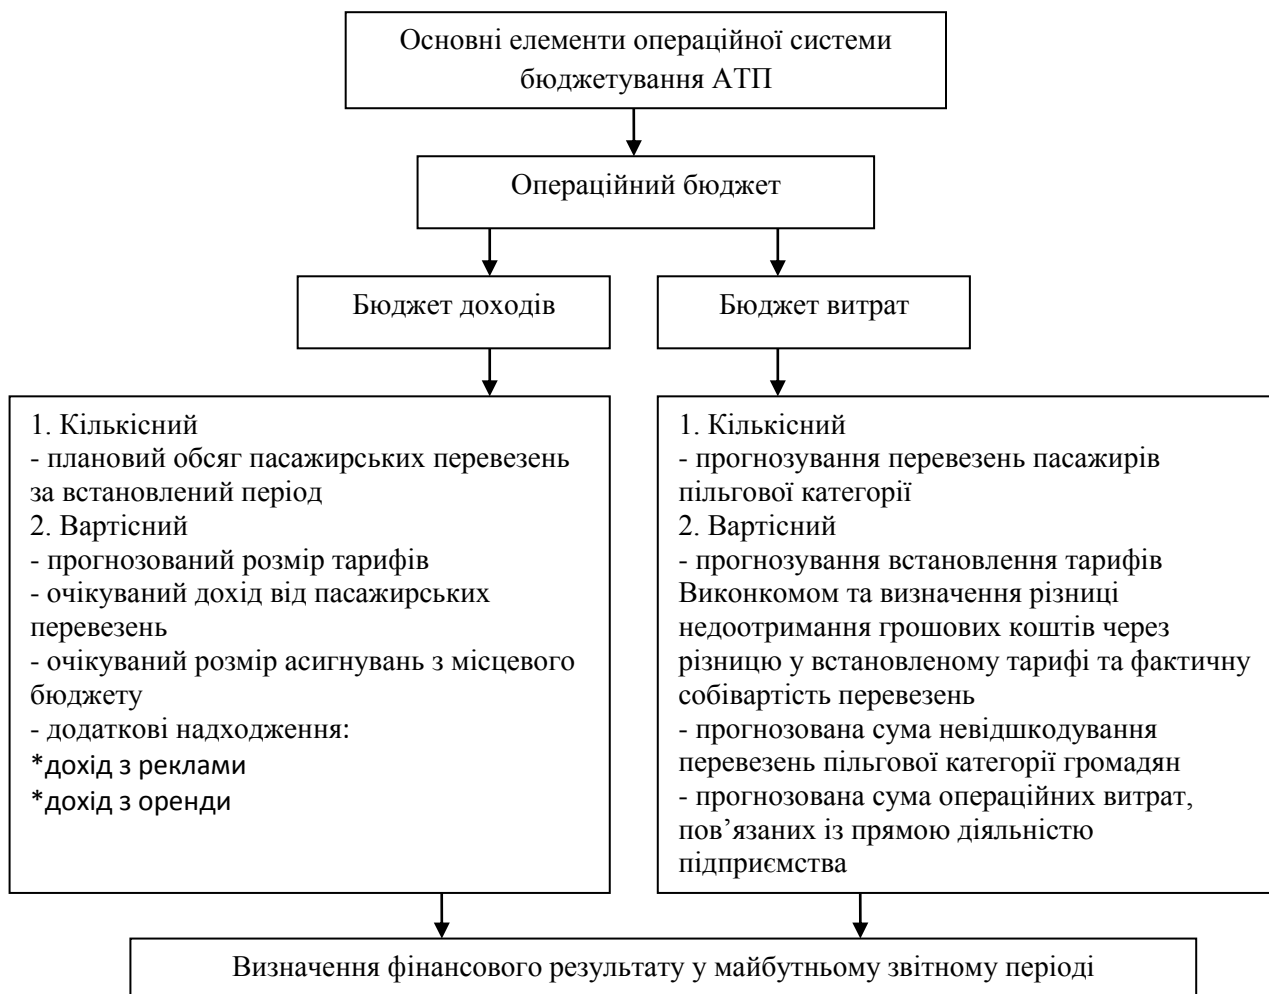 Основні елементи операційної системи
бюджетування АТП
Операційний бюджет
Бюджет доходів
Бюджет витрат
1. Кількісний
- плановий обсяг пасажирських перевезень
за встановлений період
2. Вартісний
- прогнозований розмір тарифів
- очікуваний дохід від пасажирських
перевезень
- очікуваний розмір асигнувань з місцевого
бюджету
- додаткові надходження:
*дохід з реклами
*дохід з оренди
1. Кількісний
- прогнозування перевезень пасажирів
пільгової категорії
2. Вартісний
- прогнозування встановлення тарифів
Виконкомом та визначення різниці
недоотримання грошових коштів через
різницю у встановленому тарифі та фактичну
собівартість перевезень
- прогнозована сума невідшкодування
перевезень пільгової категорії громадян
- прогнозована сума операційних витрат,
пов’язаних із прямою діяльністю
підприємства
Визначення фінансового результату у майбутньому звітному періоді